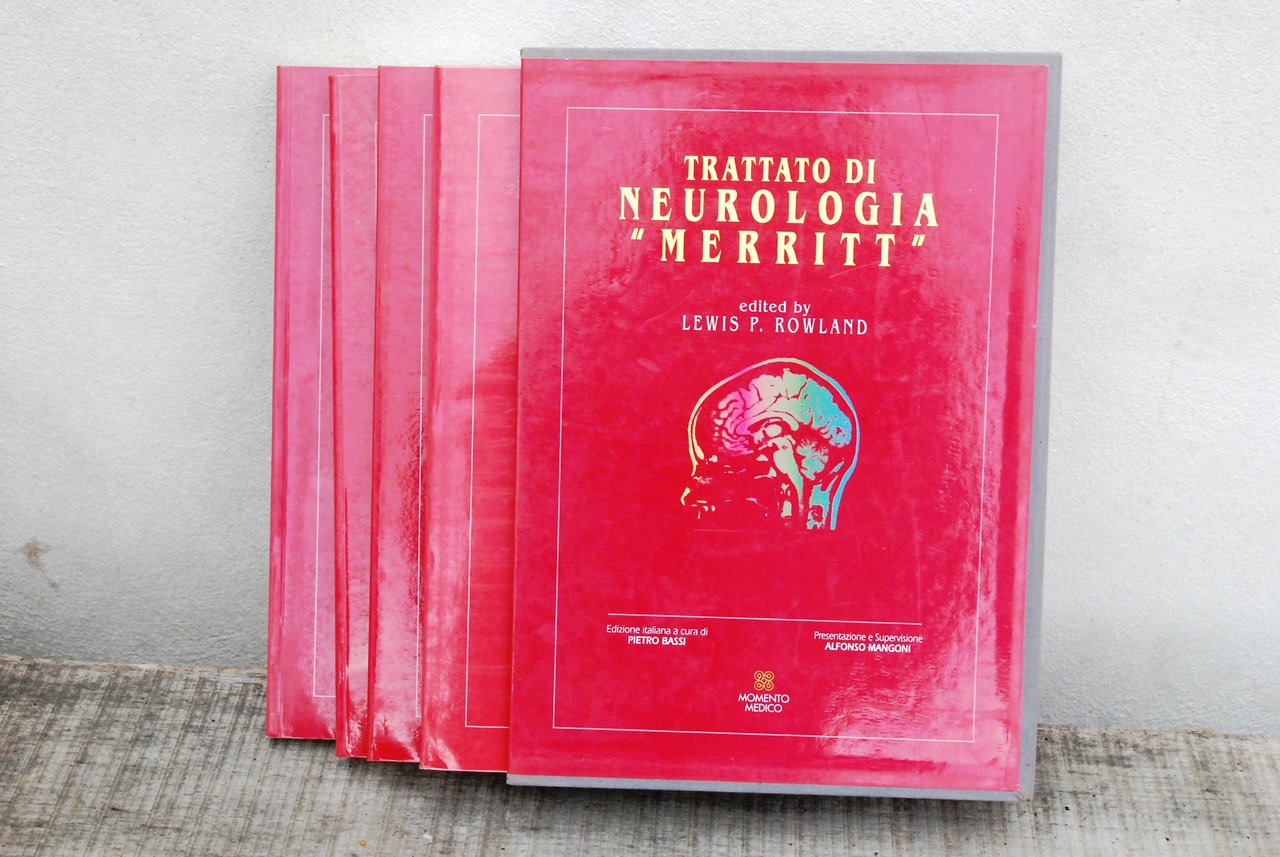 TRATTATO DI
NEUROLOGIA
"MERRITT"
edited by
LEWIS P. ROWLAND
Edizione italiana a cura di
PIETRO BASSI
Presentazione e Supervisione
ALFONSO MANGONI
MOMENTO
MEDICO